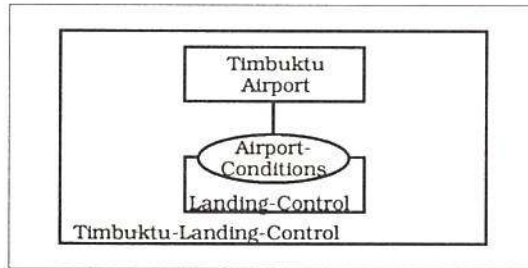 Timbuktu
Airport
Airport-
Conditions
Landing-Control
Timbuktu-Landing-Control